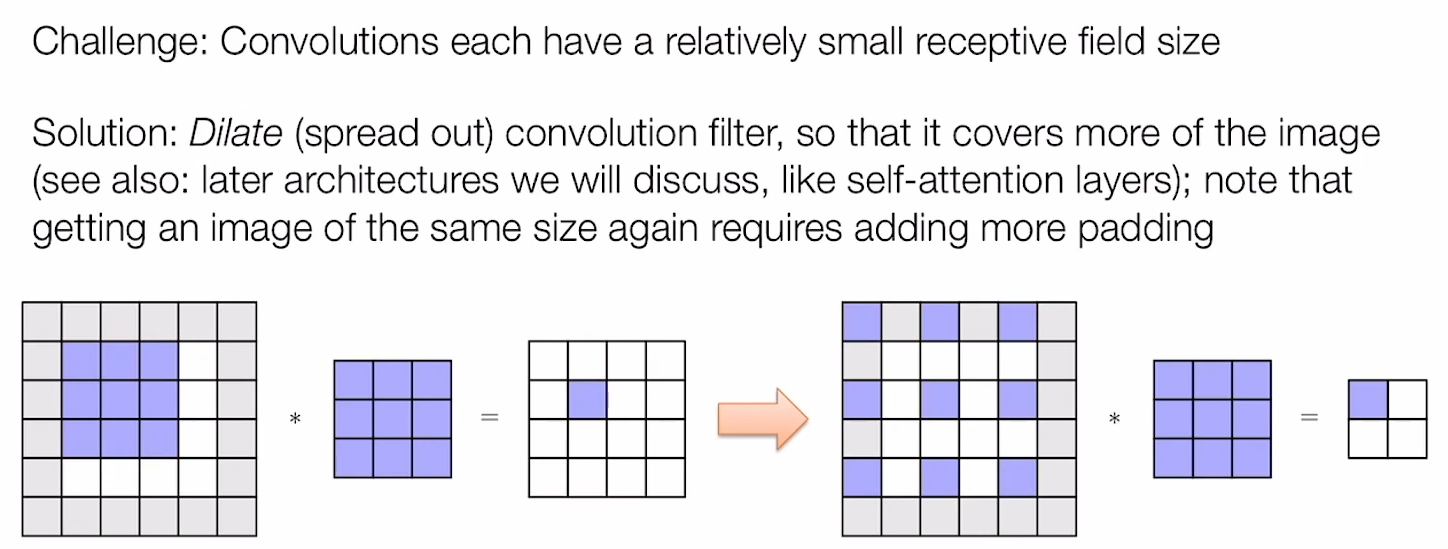 Challenge: Convolutions each have a relatively small receptive field size
Solution: Dilate (spread out) convolution filter, so that it covers more of the image
(see also: later architectures we will discuss, like self-attention layers); note that
getting an image of the same size again requires adding more padding
* = * =